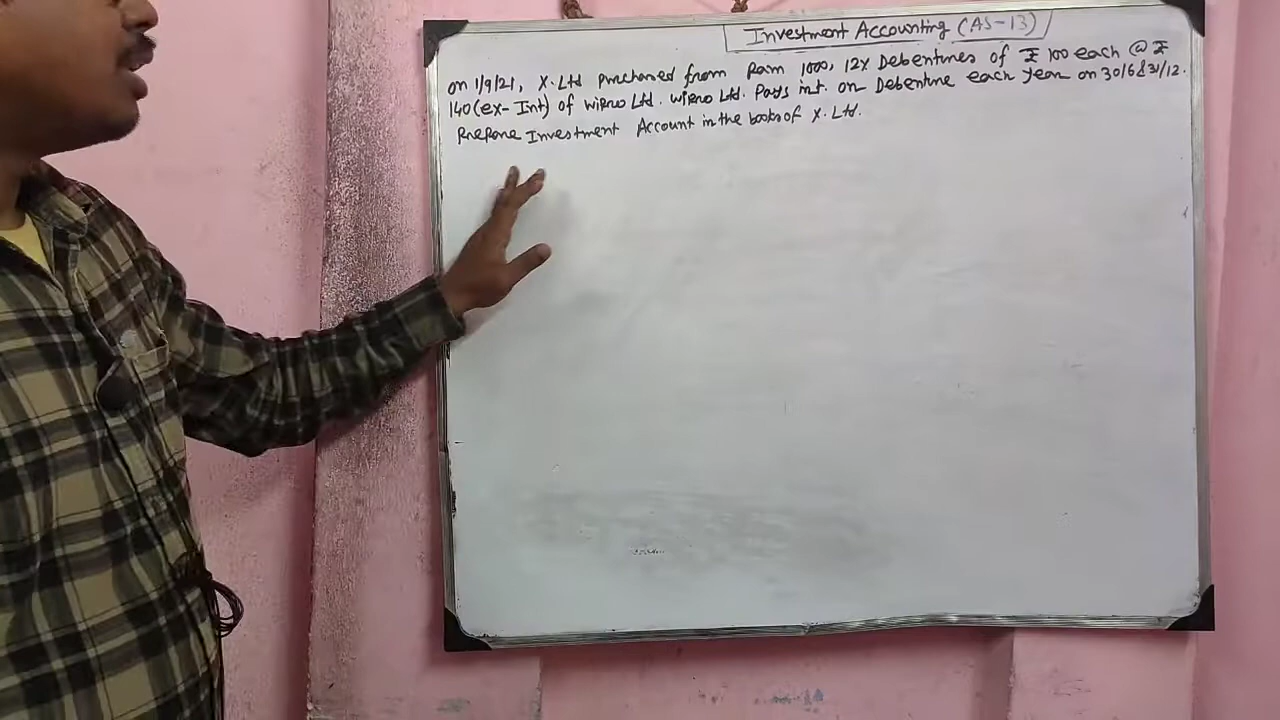 Investment Accounting (AS-13)
on 1/9/21, X.Ltd purchased from Ram 1000, 12% Debentures of ₹ 100 each @ ₹
140 (ex-Int) of wipro Ltd. wipro Ltd. Pays int. on Debentine each year on 30/6 & 31/12.
Prepare Investment Account in the books of X.Ltd.